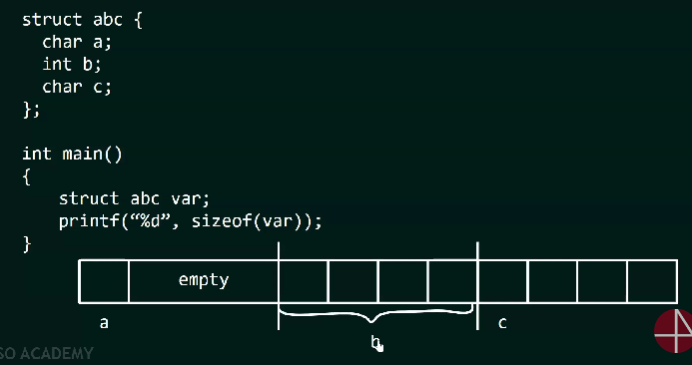 struct abc {
char a;
int b;
char c;
};
int main()
{
struct abc var;
printf(“%d”, sizeof(var));
}
empty
a
c
b
SO ACADEMY